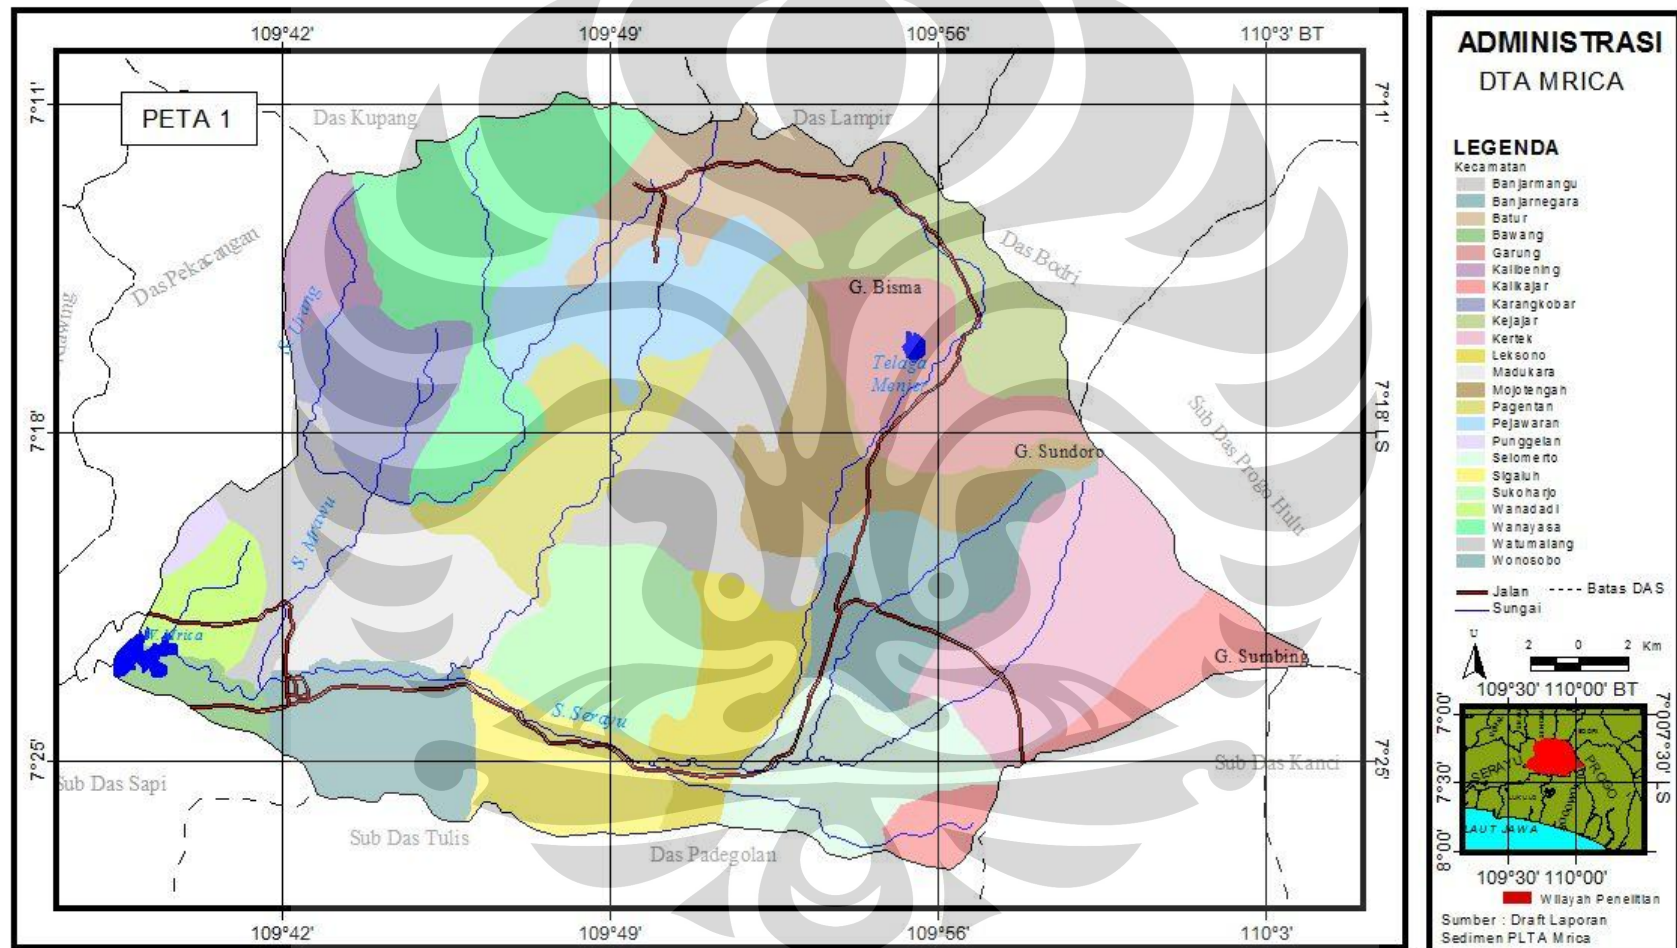 109°42'
109°49'
109°56'
110°3' BT
7°11'
7°1'
PETA 1
Das Kupang
Das Lampir
Das Pekacangan
Das Bodri
G. Bisma
S. Urang
Telaga
Menjer
7°18'
7°18' LS
G. Sundoro
Sub Das Progo Hulu
S. Mrawu
W. Mrica
G. Sumbing
S. Serayu
7°25'
7°25'
Sub Das Sapi
Sub Das Kanci
Sub Das Tulis
Das Padegolan
109°42'
109°49'
109°56'
110°3' BT
ADMINISTRASI
DTA MRICA
LEGENDA
Kecamatan
Banjarmangu
Banjarnegara
Batur
Bawang
Garung
Kalibening
Kalikajar
Karangkobar
Kejajar
Kertek
Leksono
Madukara
Mojotengah
Pagentan
Pejawaran
Punggelan
Selomerto
Sigaluh
Sukoharjo
Wanadadi
Wanayasa
Watumalang
Wonosobo
Jalan
Batas DAS
Sungai
U
2 0 2 Km
109°30' 110°00' BT
7°00'
7°30'
8°00'
7°00'
7°30' LS
SERAYU
PROGO
LAUT JAWA
109°30' 110°00'
Wilayah Penelitian
Sumber : Draft Laporan
Sedimen PLTA Mrica